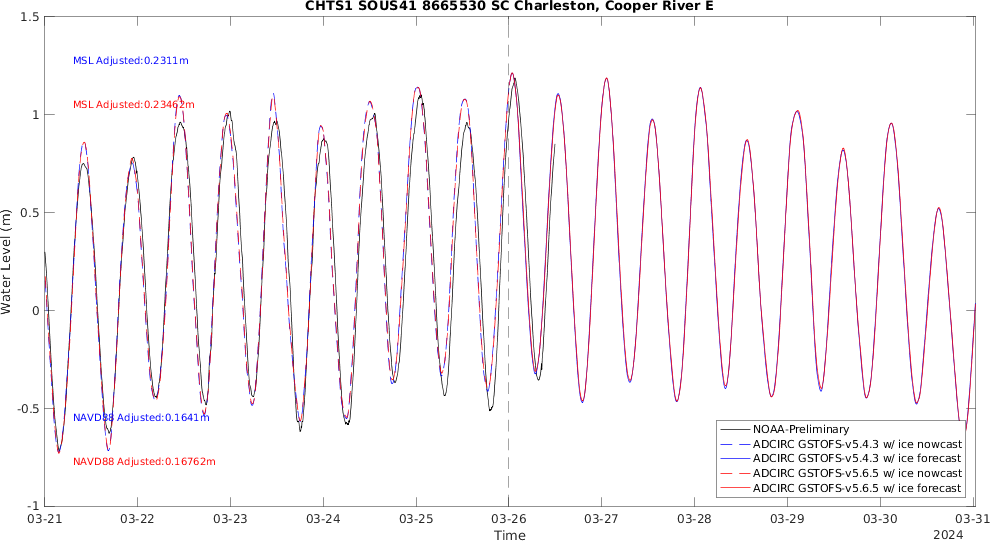 CHTS1 SOUS41 8665530 SC Charleston, Cooper River E
1.5
1
0.5
0
-0.5
-1
Water Level (m)
MSL Adjusted:0.2311m
MSL Adjusted:0.23462m
NAVD88 Adjusted:0.1641m
NAVD88 Adjusted:0.16762m
NOAA-Preliminary
ADCIRC GSTOFS-v5.4.3 w/ ice nowcast
ADCIRC GSTOFS-v5.4.3 w/ ice forecast
ADCIRC GSTOFS-v5.6.5 w/ ice nowcast
ADCIRC GSTOFS-v5.6.5 w/ ice forecast
03-21 03-22 03-23 03-24 03-25 03-26 03-27 03-28 03-29 03-30 03-31
Time
2024